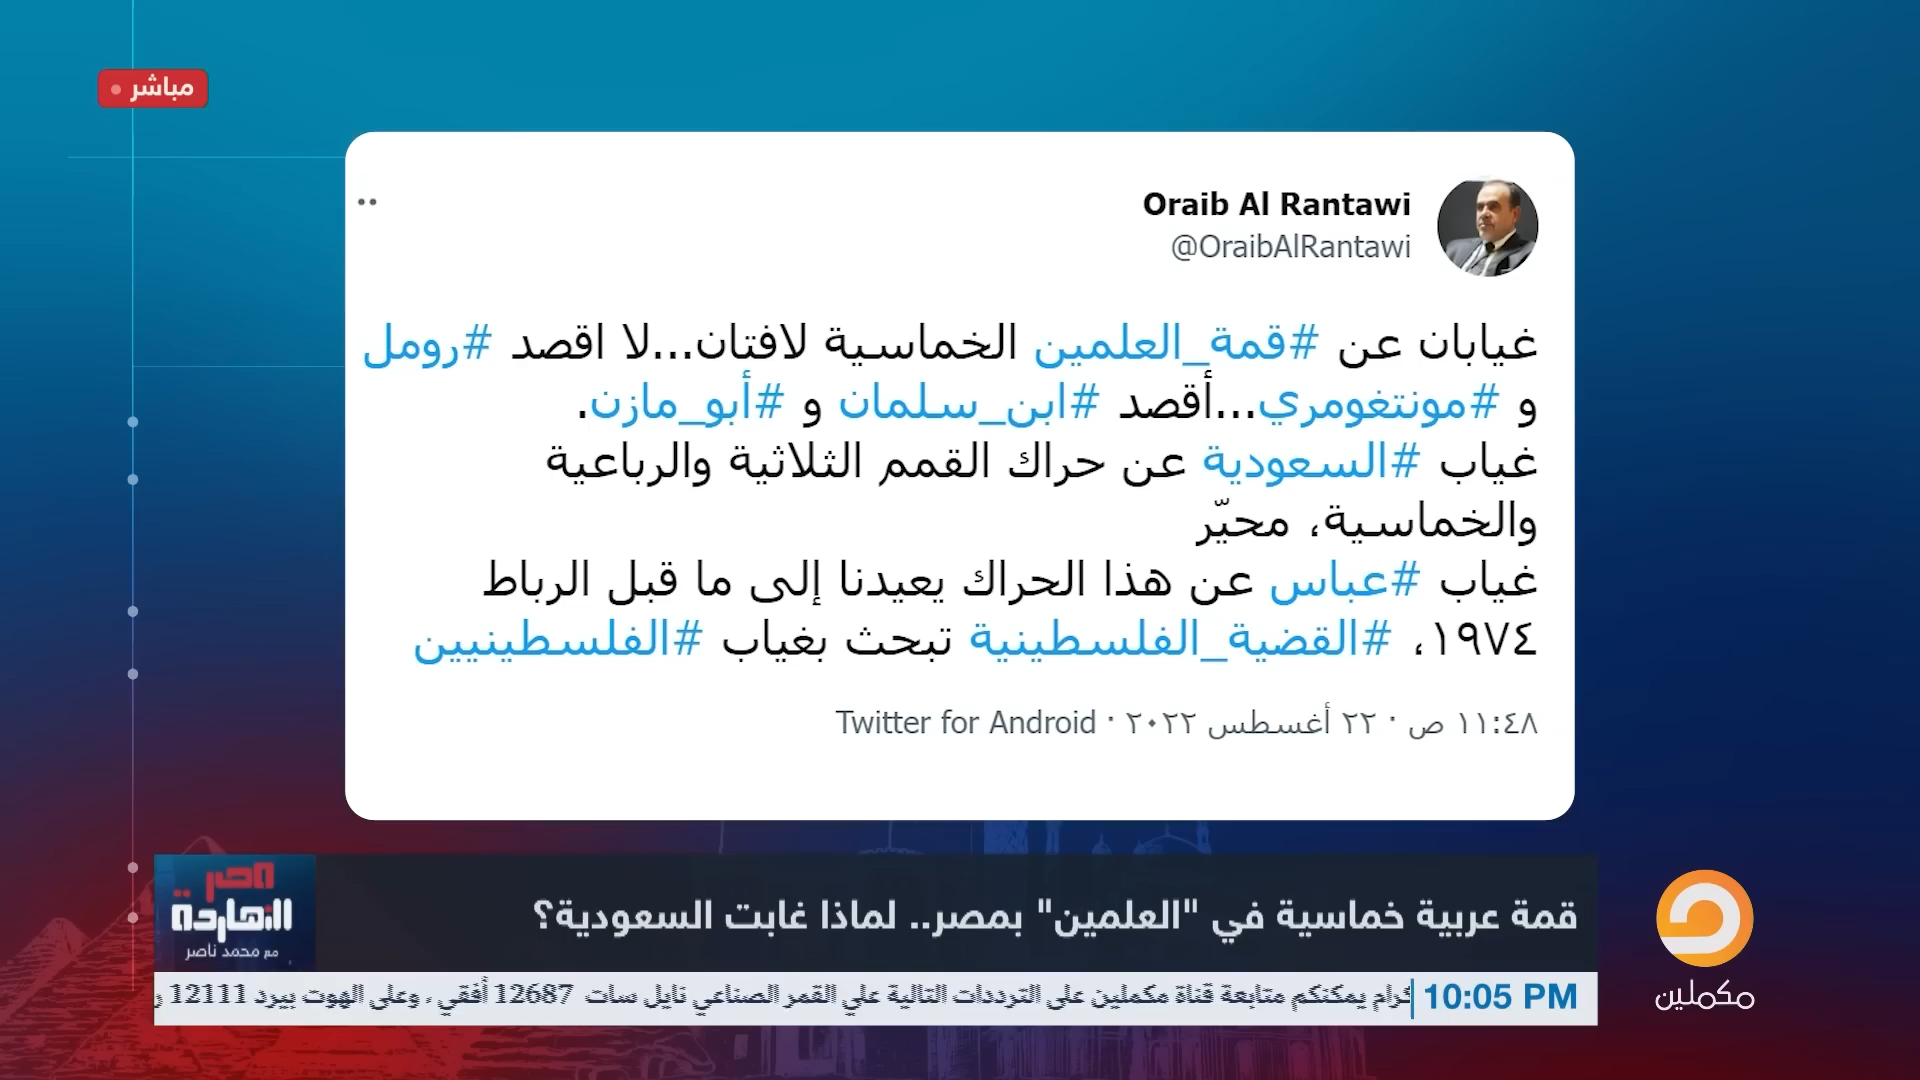 مباشر
Oraib Al Rantawi
@OraibAlRantawi
غيابان عن #قمة_العلمين الخماسية لافتان...لا اقصد #رومل
و #مونتغومري...أقصد #ابن_سلمان و #أبو_مازن.
غياب #السعودية عن حراك القمم الثلاثية والرباعية
والخماسية، محيّر
غياب #عباس عن هذا الحراك يعيدنا إلى ما قبل الرباط
١٩٧٤، #القضية_الفلسطينية تبحث بغياب #الفلسطينيين
١١:٤٨ ص · ٢٢ أغسطس ٢٠٢٢ · Twitter for Android
قمة عربية خماسية في "العلمين" بمصر.. لماذا غابت السعودية؟
مصر
النهاردة
مع محمد ناصر
10:05 PM
يمكنكم متابعة قناة مكملين على الترددات التالية علي القمر الصناعي نايل سات 12687 أفقي ، وعلى الهوت بيرد 12111
مكملين